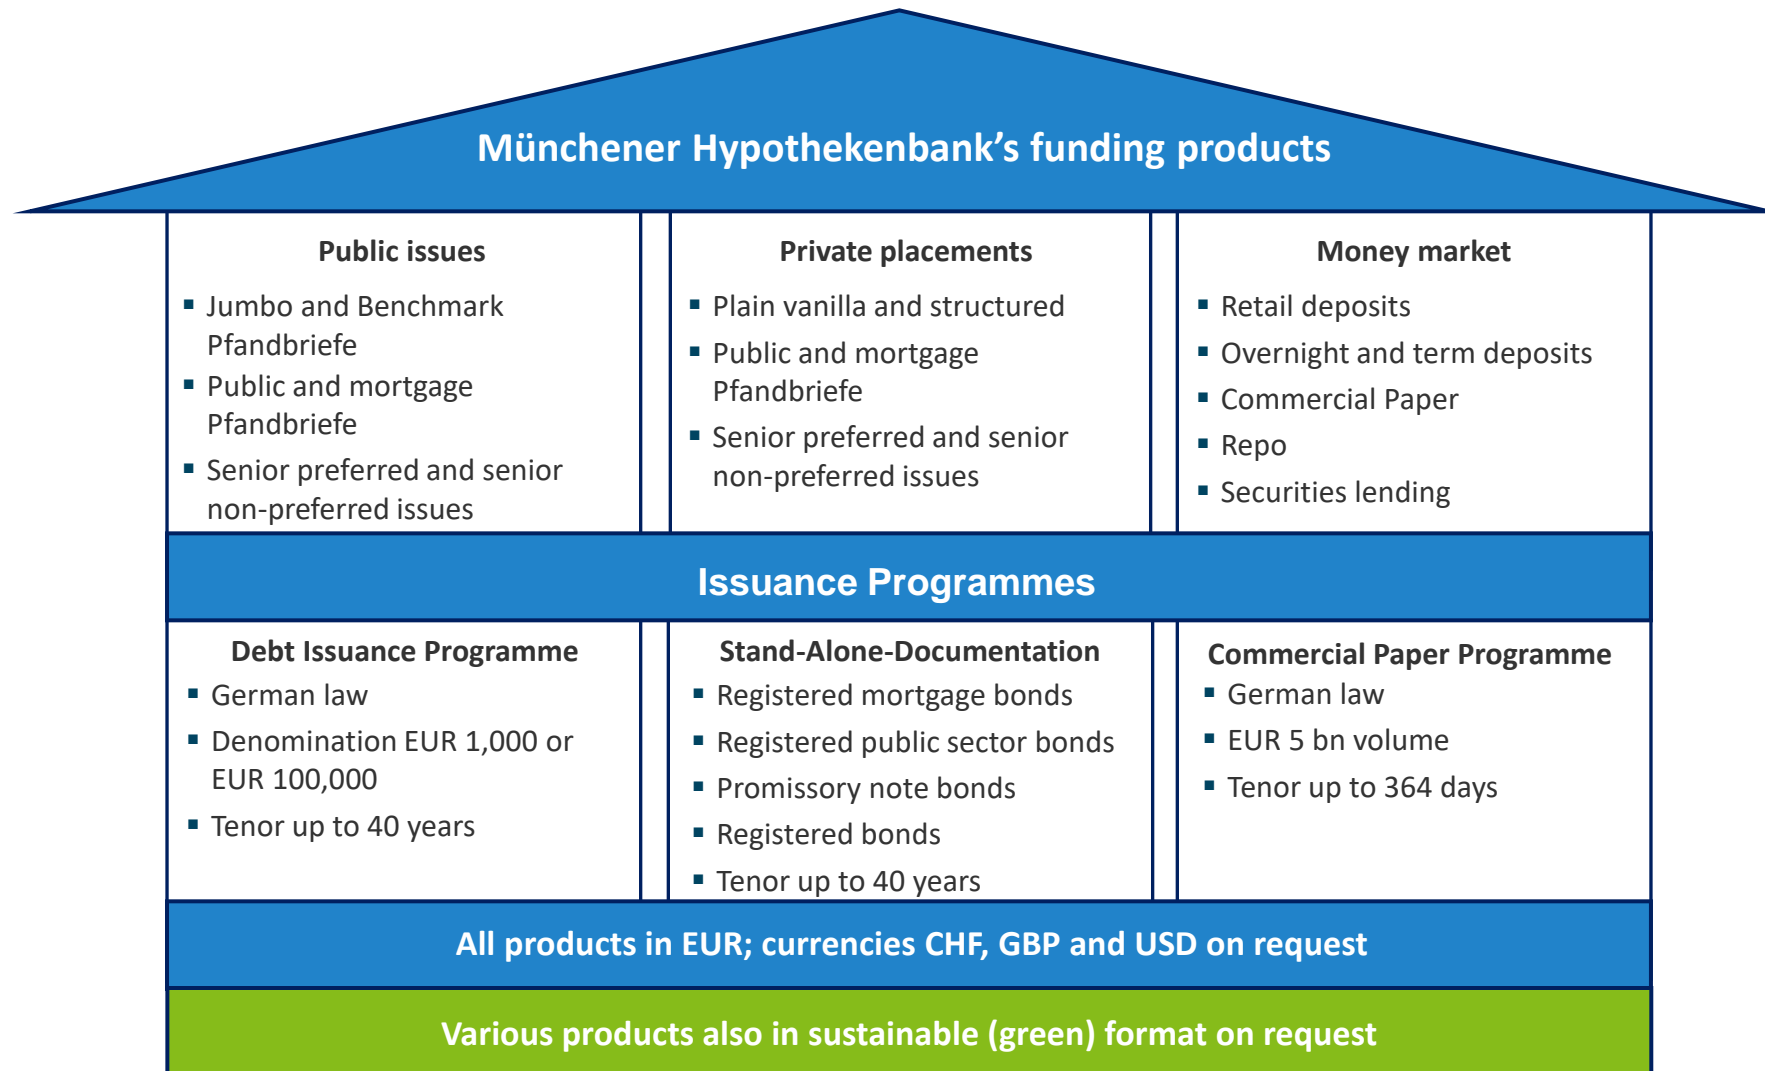 Münchener Hypothekenbank’s funding products
Public issues
▪ Jumbo and Benchmark
Pfandbriefe
▪ Public and mortgage
Pfandbriefe
▪ Senior preferred and senior
non-preferred issues
Private placements
▪ Plain vanilla and structured
▪ Public and mortgage
Pfandbriefe
▪ Senior preferred and senior
non-preferred issues
Money market
▪ Retail deposits
▪ Overnight and term deposits
▪ Commercial Paper
▪ Repo
▪ Securities lending
Issuance Programmes
Debt Issuance Programme
▪ German law
▪ Denomination EUR 1,000 or
EUR 100,000
▪ Tenor up to 40 years
Stand-Alone-Documentation
▪ Registered mortgage bonds
▪ Registered public sector bonds
▪ Promissory note bonds
▪ Registered bonds
▪ Tenor up to 40 years
Commercial Paper Programme
▪ German law
▪ EUR 5 bn volume
▪ Tenor up to 364 days
All products in EUR; currencies CHF, GBP and USD on request
Various products also in sustainable (green) format on request